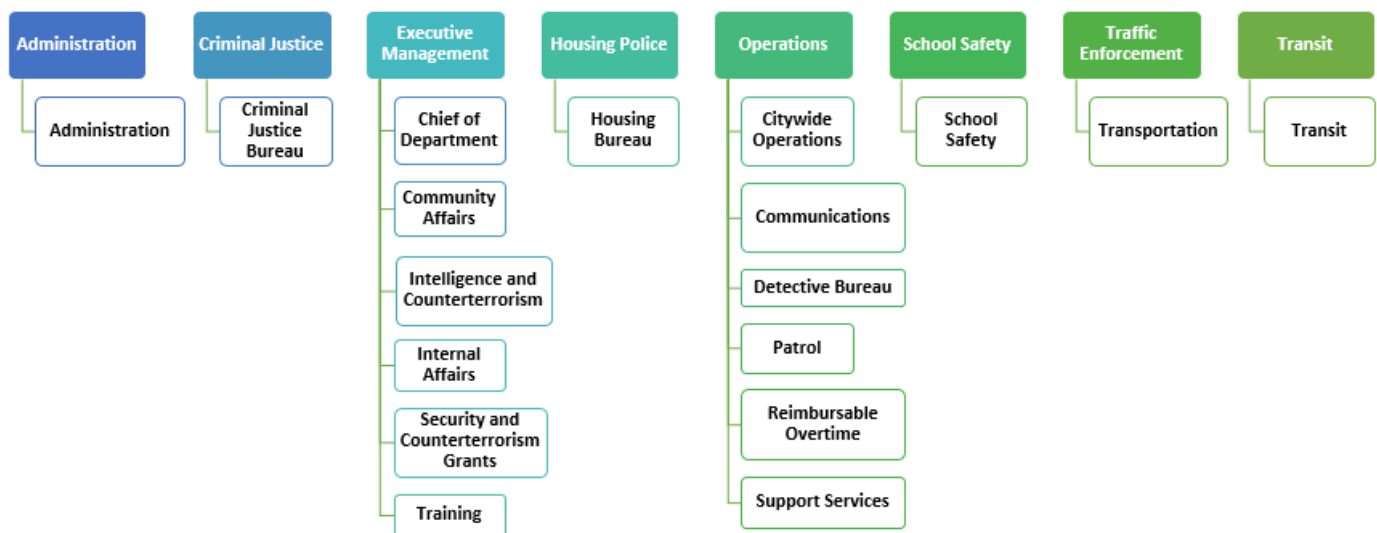 Administration
Administration
Criminal Justice
Criminal
Justice
Bureau
Executive
Management
Chief of
Department
Community
Affairs
Intelligence and
Counterterrorism
Internal
Affairs
Security and
Counterterrorism
Grants
Training
Housing Police
Housing
Bureau
Operations
Citywide
Operations
Communications
Detective Bureau
Patrol
Reimbursable
Overtime
Support Services
School Safety
School
Safety
Traffic
Enforcement
Transportation
Transit
Transit